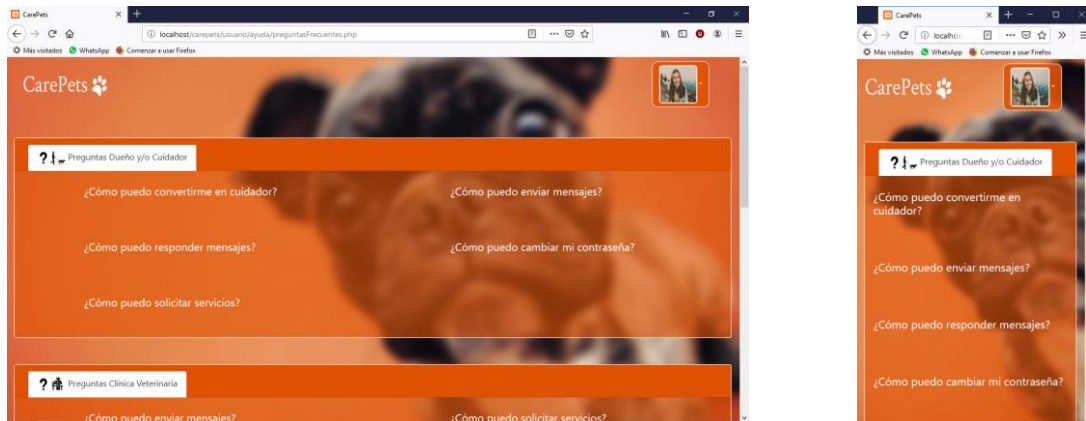 CarePets
localhost/carepets/usuario/ayuda/preguntasFrecuentes.php
Más visitados WhatsApp Comenzar a usar Firefox
CarePets
Preguntas Dueño y/o Cuidador
¿Cómo puedo convertirme en cuidador? ¿Cómo puedo enviar mensajes?
¿Cómo puedo responder mensajes? ¿Cómo puedo cambiar mi contraseña?
¿Cómo puedo solicitar servicios?
Preguntas Clínica Veterinaria
¿Cómo puedo enviar mensajes? ¿Cómo puedo solicitar servicios?
CarePets
localhos
Más visitados WhatsApp Comenzar a usar Firefox
CarePets
Preguntas Dueño y/o Cuidador
¿Cómo puedo convertirme en
cuidador?
¿Cómo puedo enviar mensajes?
¿Cómo puedo responder mensajes?
¿Cómo puedo cambiar mi contraseña?